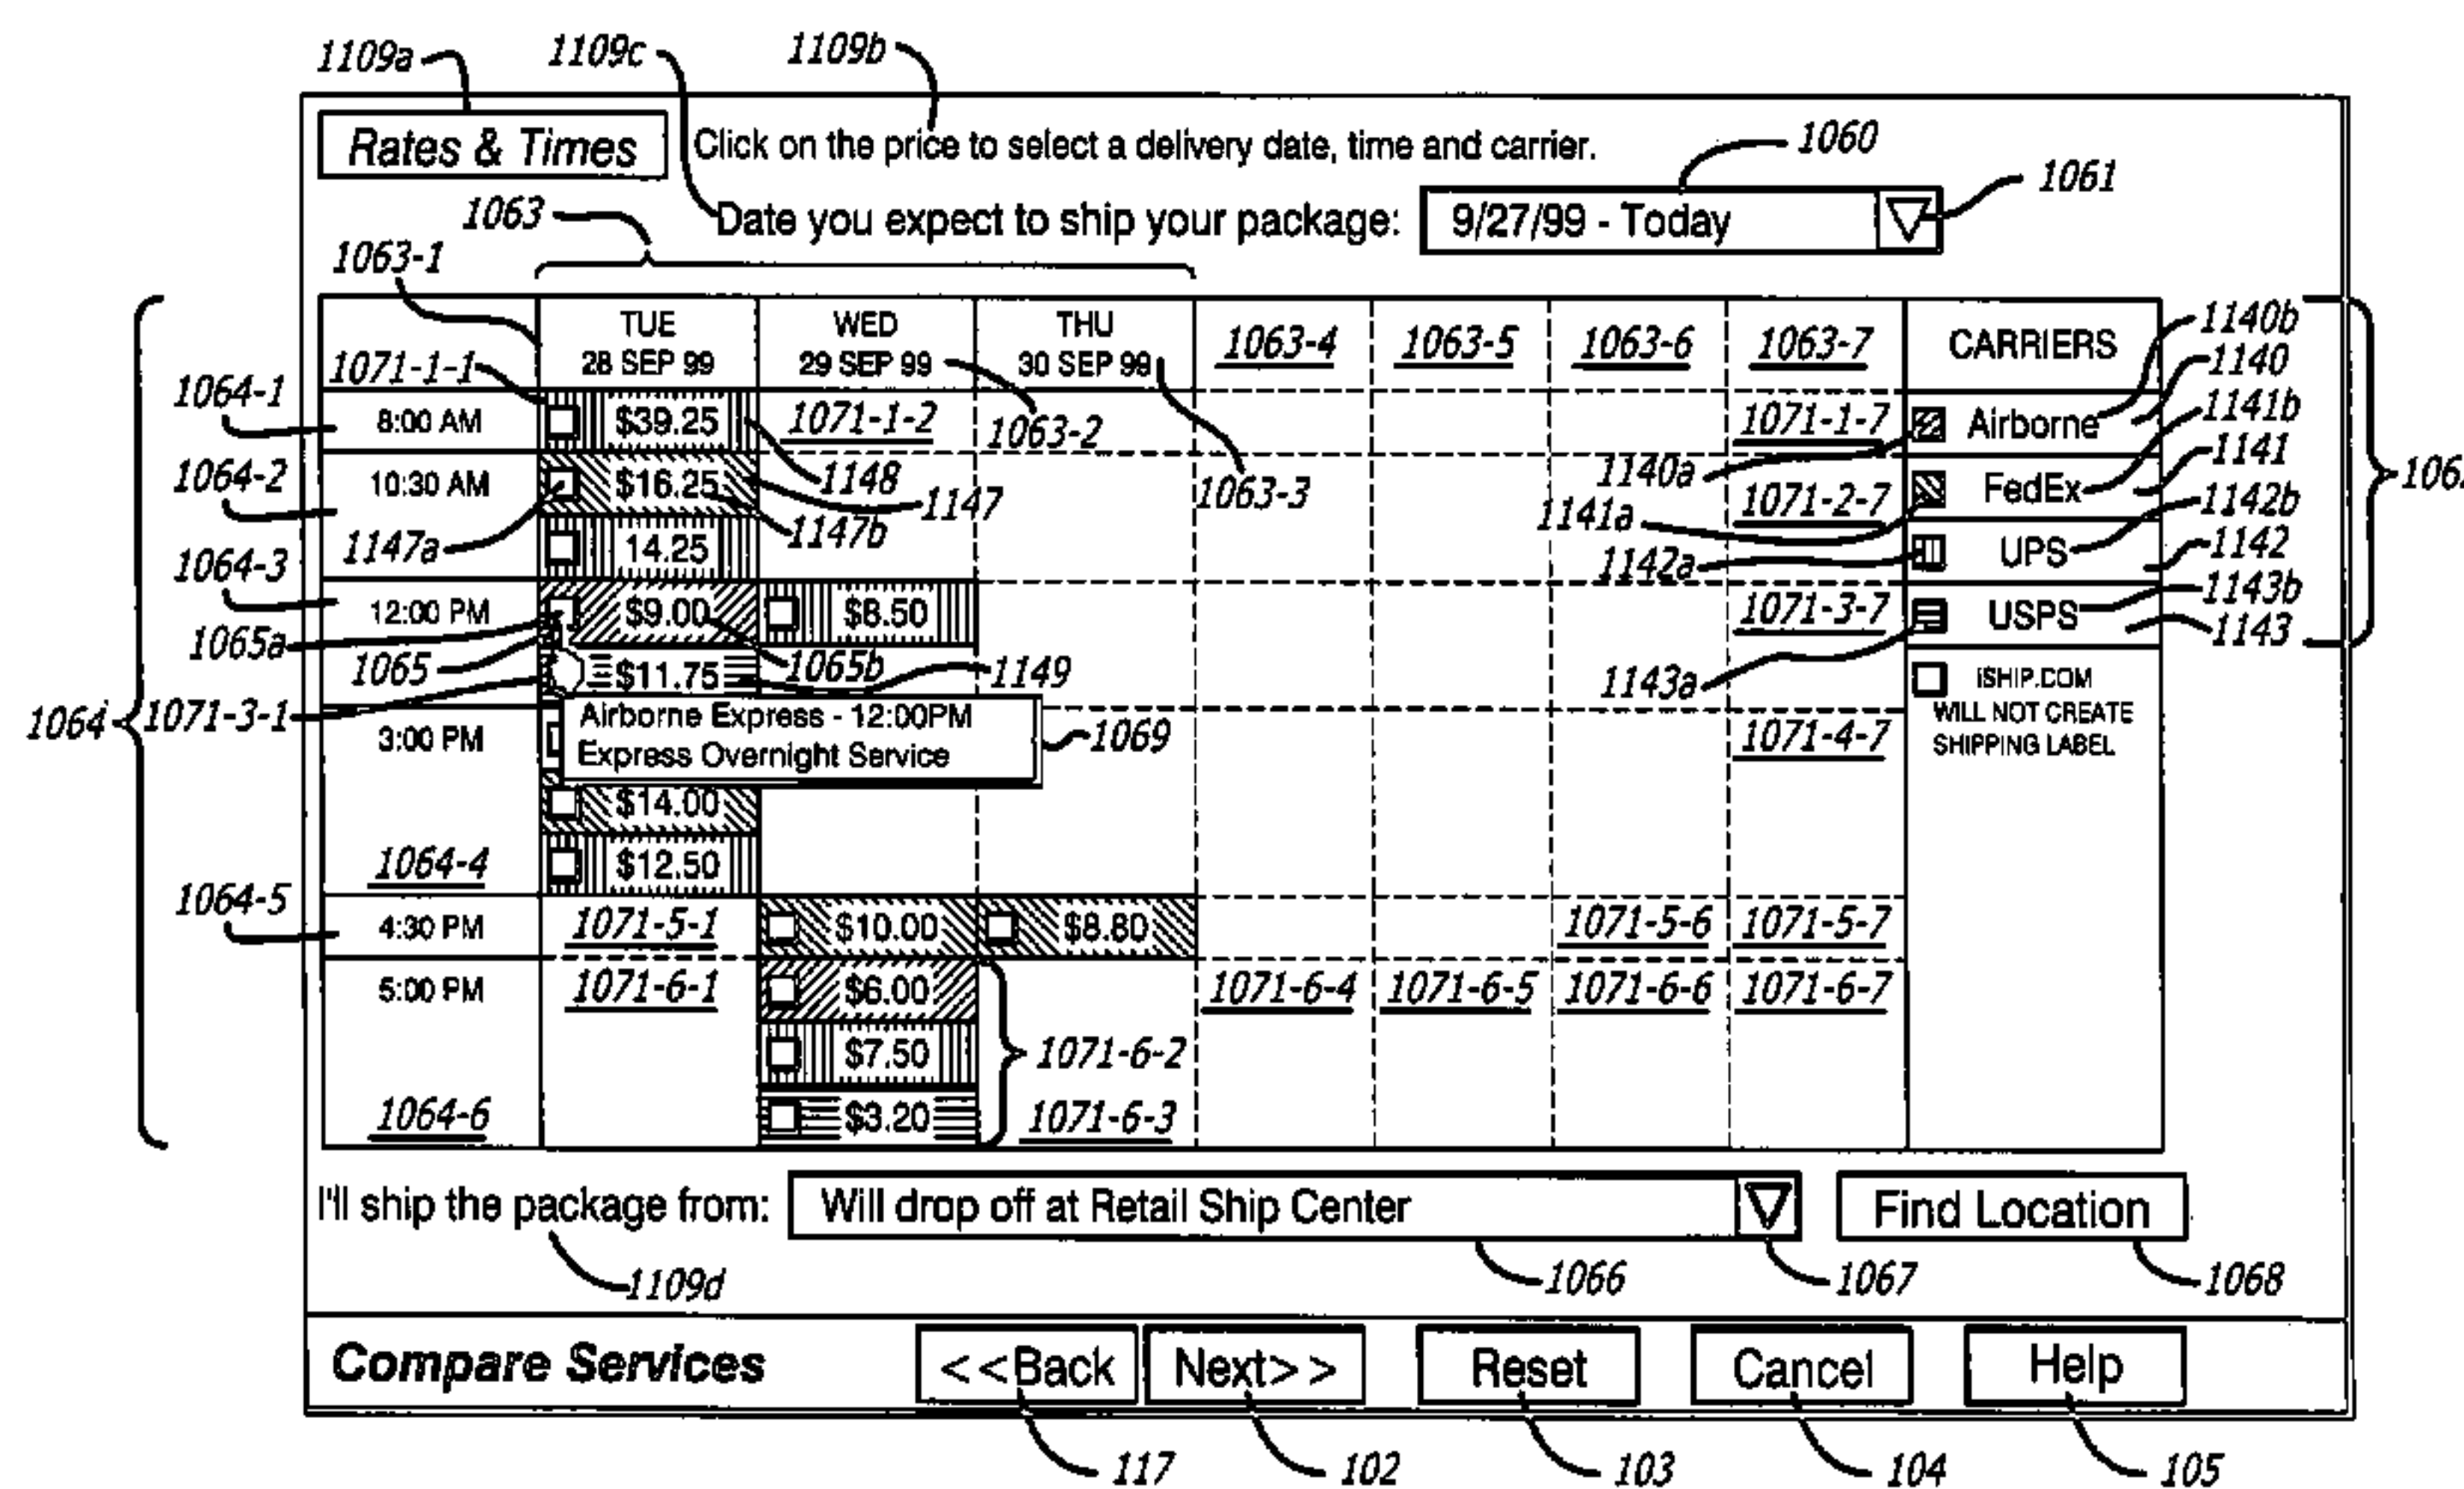 1109a 1109c 1109b
Rates & Times Click on the price to select a delivery date, time and carrier. 1060
1063 Date you expect to ship your package: 9/27/99 - Today 1061
1063-1
TUE WED THU 1063-4 1063-5 1063-6 1063-7 CARRIERS 1140b
28 SEP 99 29 SEP 99 30 SEP 99 1140
1071-1-1
1064-1 8:00 AM $39.25 1071-1-2 1063-2 1071-1-7 Airborne 1141b
1064-2 10:30 AM $16.25 1148 1147 1063-3 1140a 1071-2-7 FedEx 1141
1147a 14.25 1147b 1141a 1142b
1064-3 1142a UPS 1142
12:00 PM $9.00 $8.50 1071-3-7 USPS 1143b
1065a 1143
1065 $11.75 1065b 1149 1143a iSHIP.COM
1064 1071-3-1 Airborne Express - 12:00PM WILL NOT CREATE
3:00 PM Express Overnight Service 1069 1071-4-7 SHIPPING LABEL
$14.00
1064-4 $12.50
1064-5 4:30 PM 1071-5-1 $10.00 $8.80 1071-5-6 1071-5-7
5:00 PM 1071-6-1 $6.00 1071-6-4 1071-6-5 1071-6-6 1071-6-7
$7.50 1071-6-2
1064-6 $3.20 1071-6-3
I'll ship the package from: Will drop off at Retail Ship Center Find Location
1109d 1066 1067 1068
Compare Services <<Back Next>> Reset Cancel Help
117 102 103 104 105